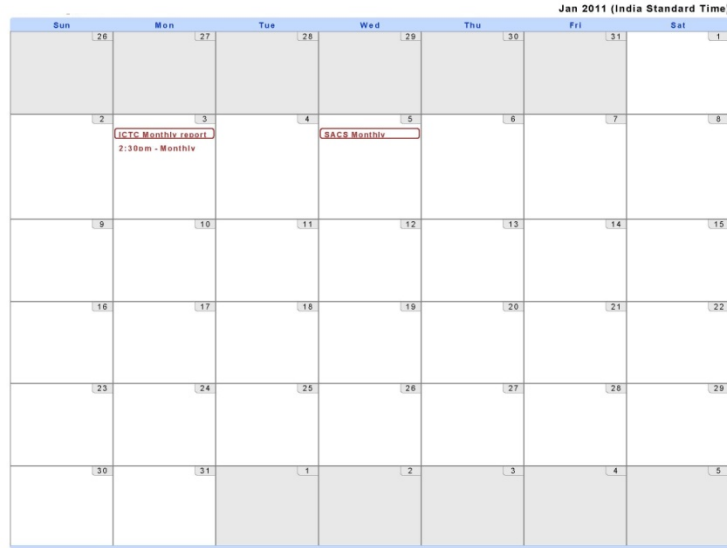 Jan 2011 (India Standard Time)
Sun Mon Tue Wed Thu Fri Sat
26 27 28 29 30 31 1
2 3 4 5 6 7 8
ICTC Monthly report SACS Monthly
2:30pm - Monthly
9 10 11 12 13 14 15
16 17 18 19 20 21 22
23 24 25 26 27 28 29
30 31 1 2 3 4 5